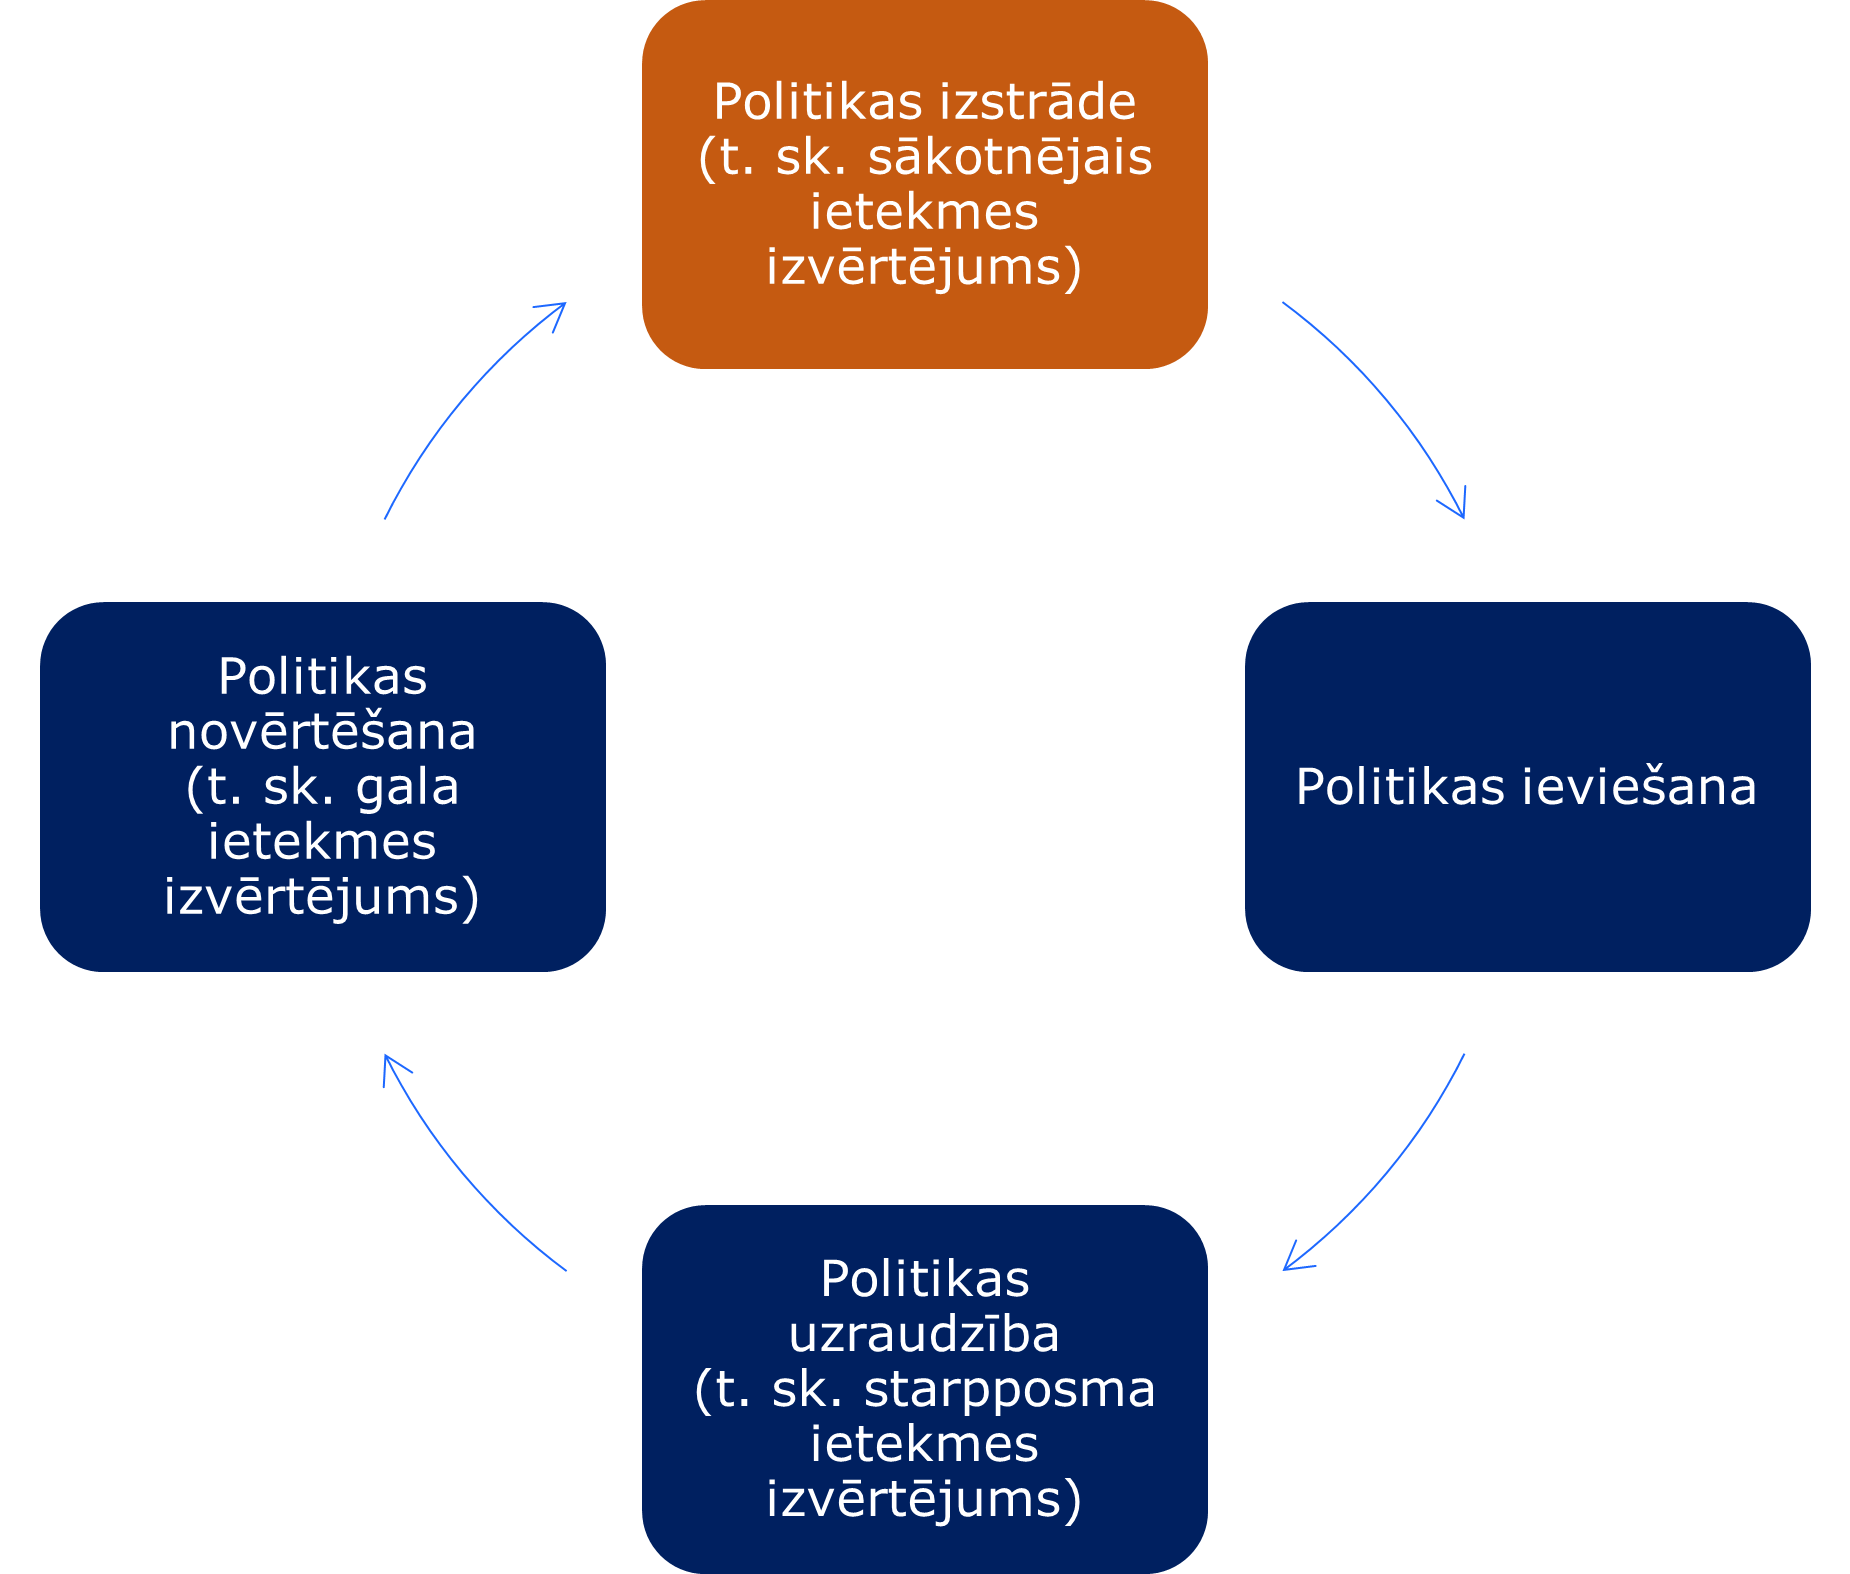 Politikas izstrāde
(t. sk. sākotnējais
ietekmes
izvērtējums)
Politikas ieviešana
Politikas
uzraudzība
(t. sk. starpposma
ietekmes
izvērtējums)
Politikas
novērtēšana
(t. sk. gala
ietekmes
izvērtējums)